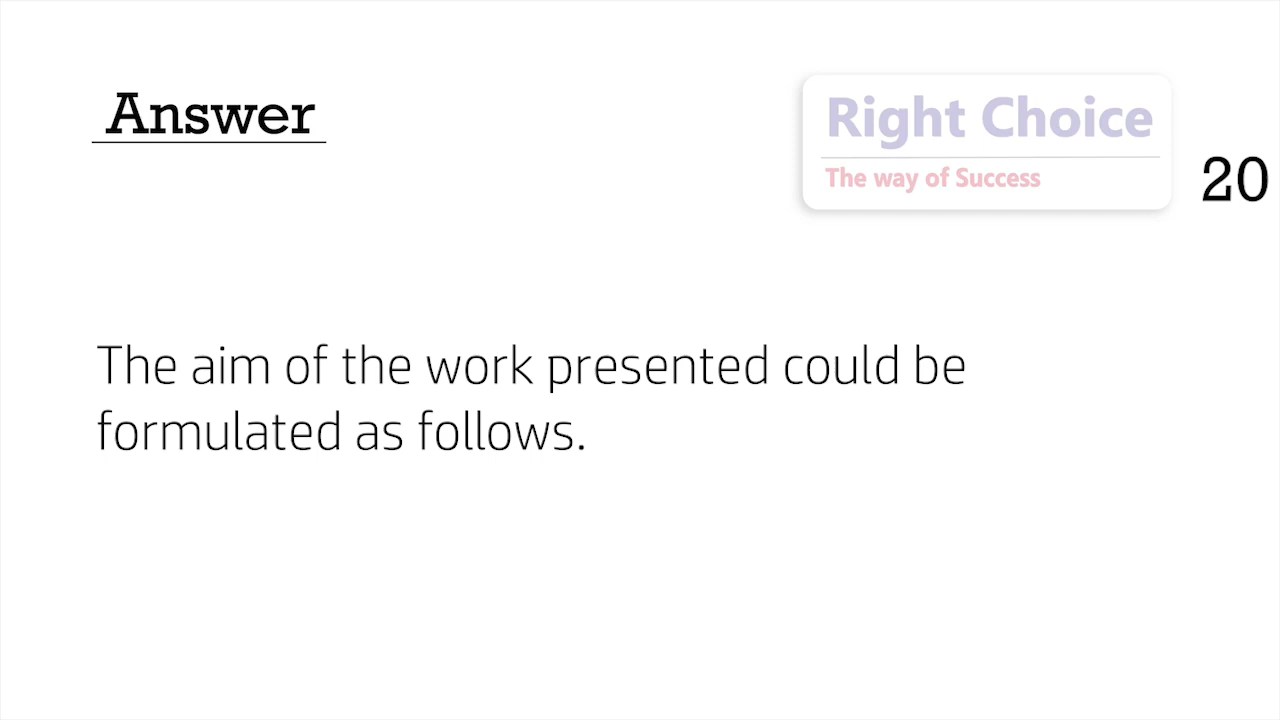 Answer
Right Choice
The way of Success
20
The aim of the work presented could be
formulated as follows.